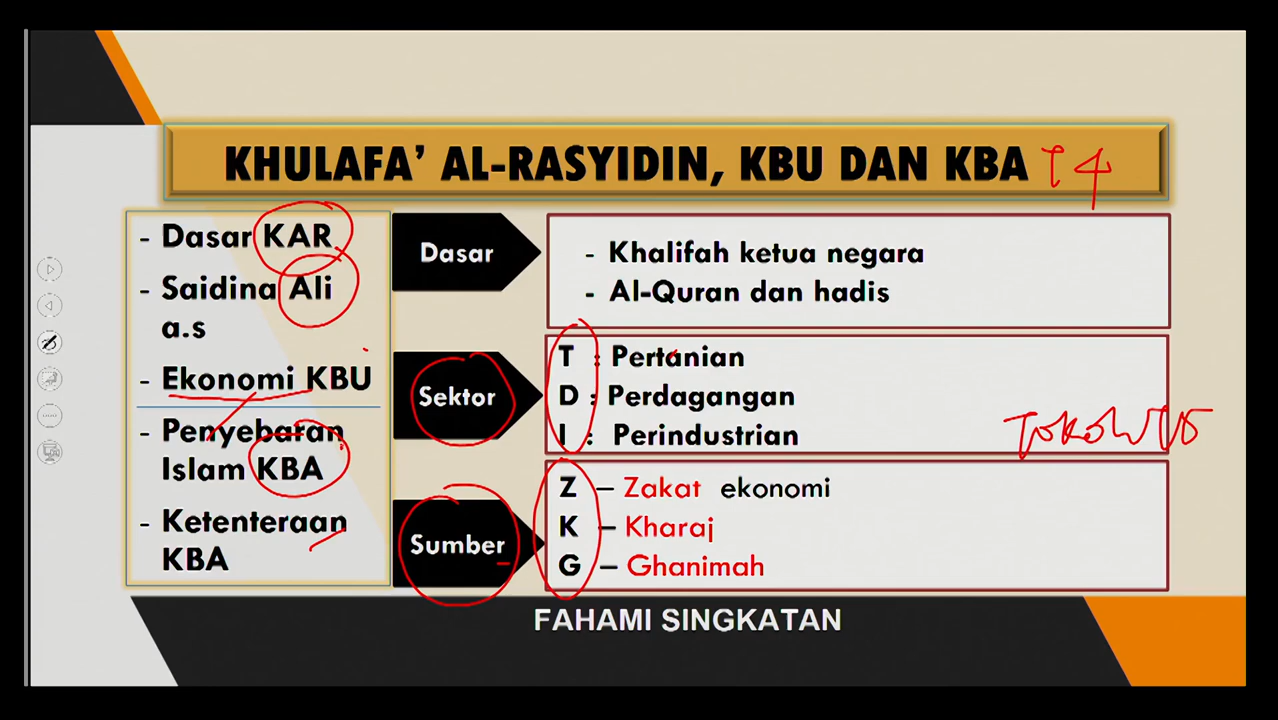 KHULAFA’ AL-RASYIDIN, KBU DAN KBA T4
- Dasar KAR
- Saidina Ali
a.s
- Ekonomi KBU
- Penyebaran
Islam KBA
- Ketenteraan
KBA
Dasar
- Khalifah ketua negara
- Al-Quran dan hadis
Sektor
T : Pertanian
D : Perdagangan
I : Perindustrian
Sumber
Z – Zakat ekonomi
K – Kharaj
G – Ghanimah
FAHAMI SINGKATAN